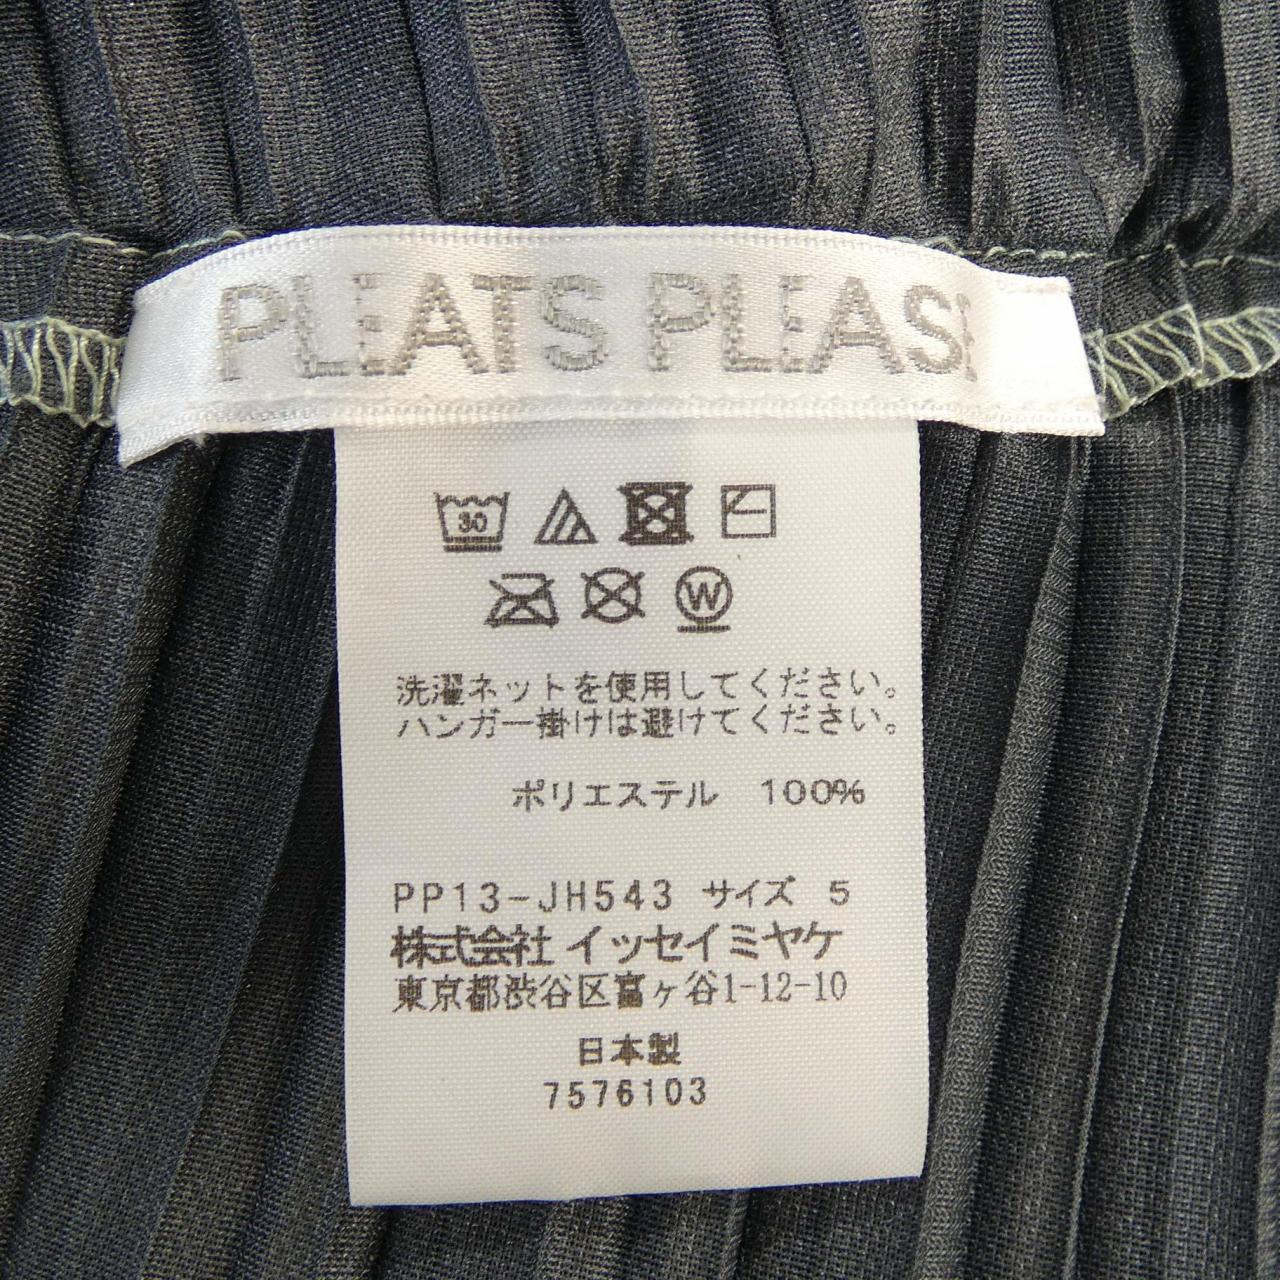 PLEATS PLEASE
30
W
洗濯ネットを使用してください。
ハンガー掛けは避けてください。
ポリエステル 100%
PP13-JH543 サイズ 5
株式会社 イッセイミヤケ
東京都渋谷区富ヶ谷1-12-10
日本製
7576103